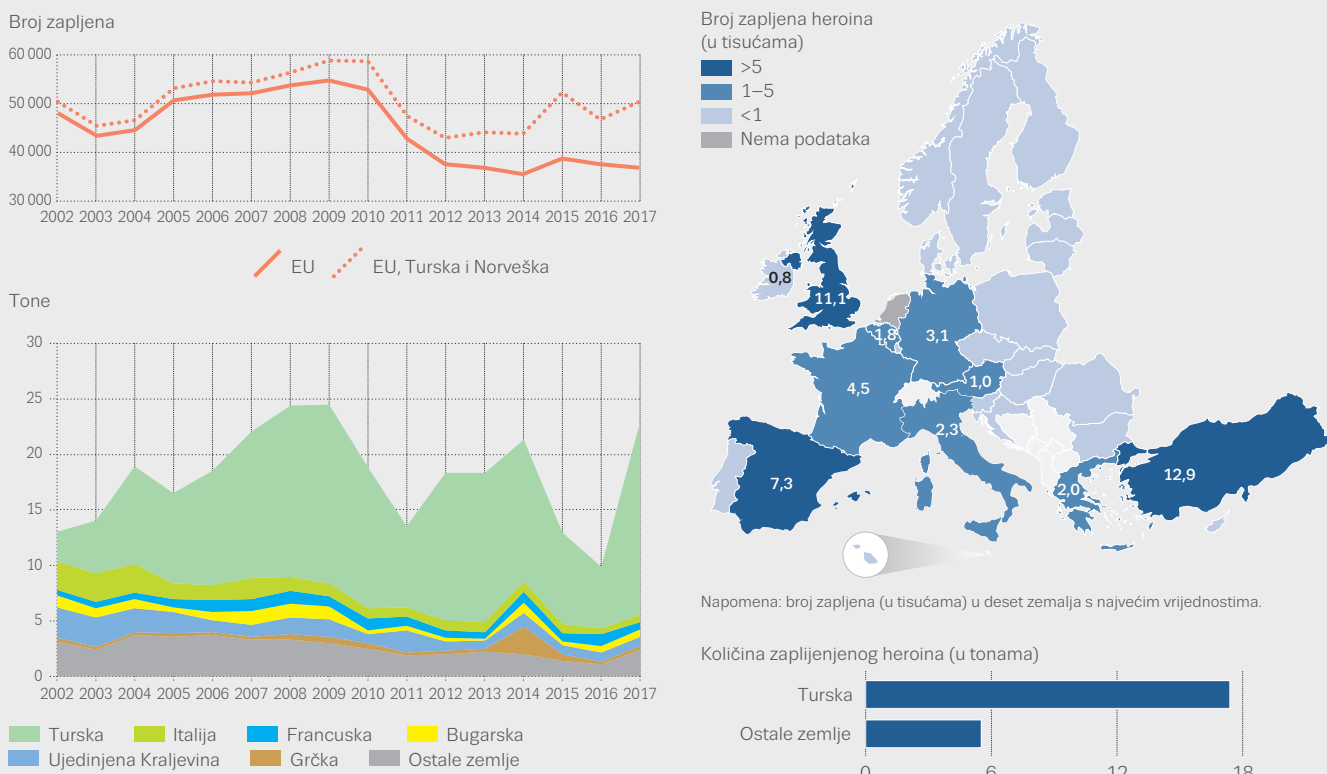 Broj zapljena
60 000
50 000
40 000
30 000
2002 2003 2004 2005 2006 2007 2008 2009 2010 2011 2012 2013 2014 2015 2016 2017
EU
EU, Turska i Norveška
Tone
30
25
20
15
10
5
0
2002 2003 2004 2005 2006 2007 2008 2009 2010 2011 2012 2013 2014 2015 2016 2017
Turska
Italija
Francuska
Bugarska
Ujedinjena Kraljevina
Grčka
Ostale zemlje
Broj zapljena heroina
(u tisućama)
>5
1–5
<1
Nema podataka
0,8
11,1
1,8
3,1
4,5
1,0
2,3
7,3
2,0
12,9
Napomena: broj zapljena (u tisućama) u deset zemalja s najvećim vrijednostima.
Količina zaplijenjenog heroina (u tonama)
Turska
Ostale zemlje
0 6 12 18